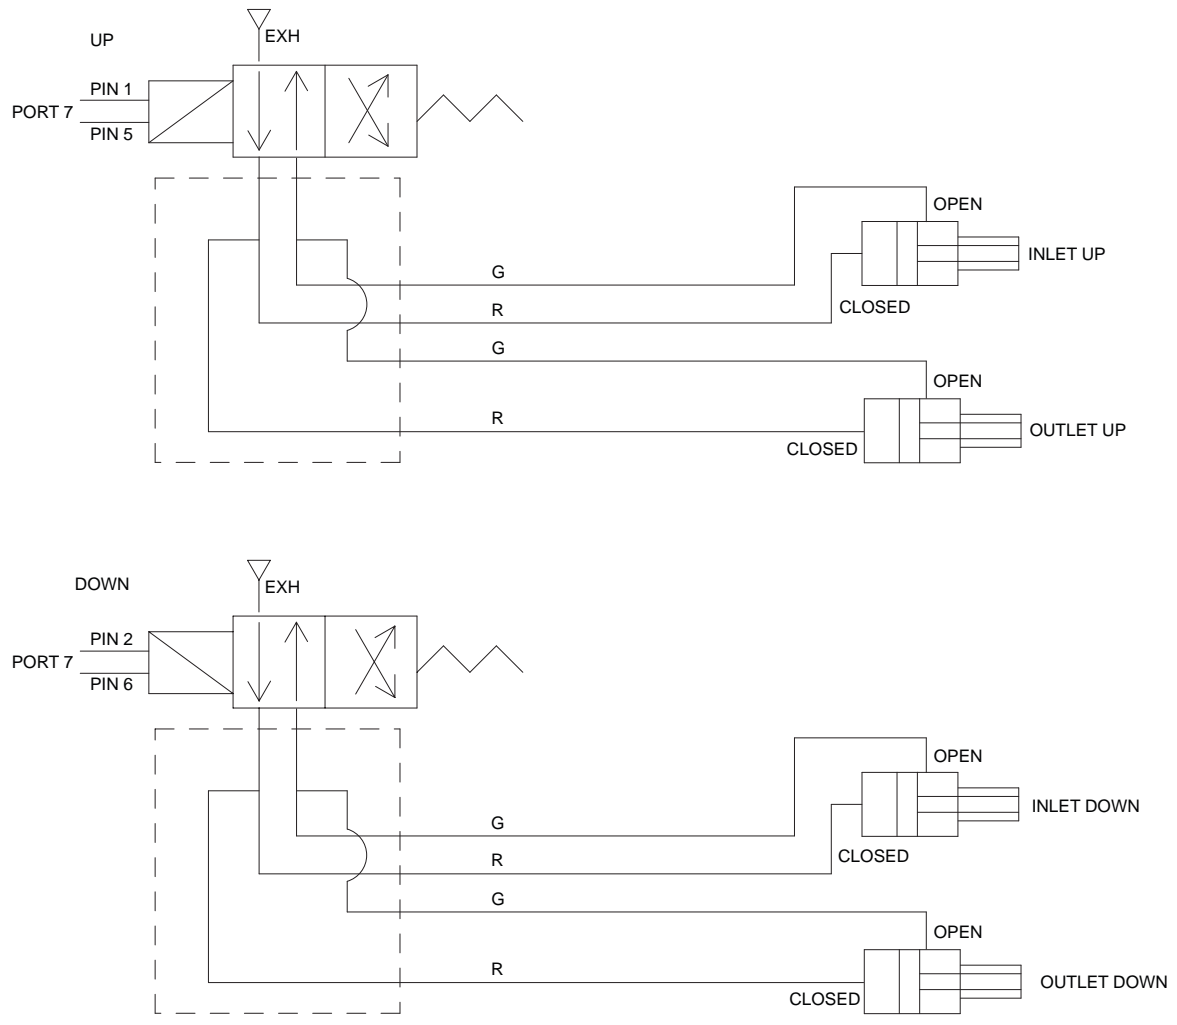 EXH
UP
PIN 1
PORT 7
PIN 5
OPEN
INLET UP
G
R
CLOSED
G
OPEN
R
OUTLET UP
CLOSED
EXH
DOWN
PIN 2
PORT 7
PIN 6
OPEN
INLET DOWN
G
R
CLOSED
G
OPEN
R
OUTLET DOWN
CLOSED